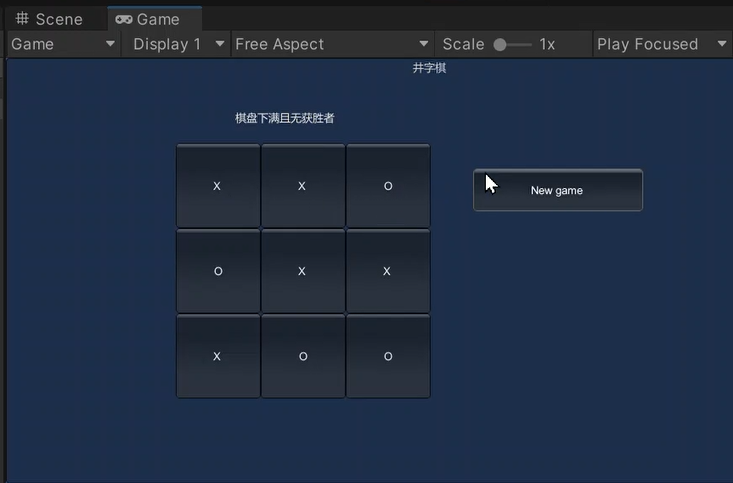 Scene Game
Game Display 1 Free Aspect Scale 1x Play Focused
井字棋
棋盘下满且无获胜者
X X O
New game
O X X
X O O